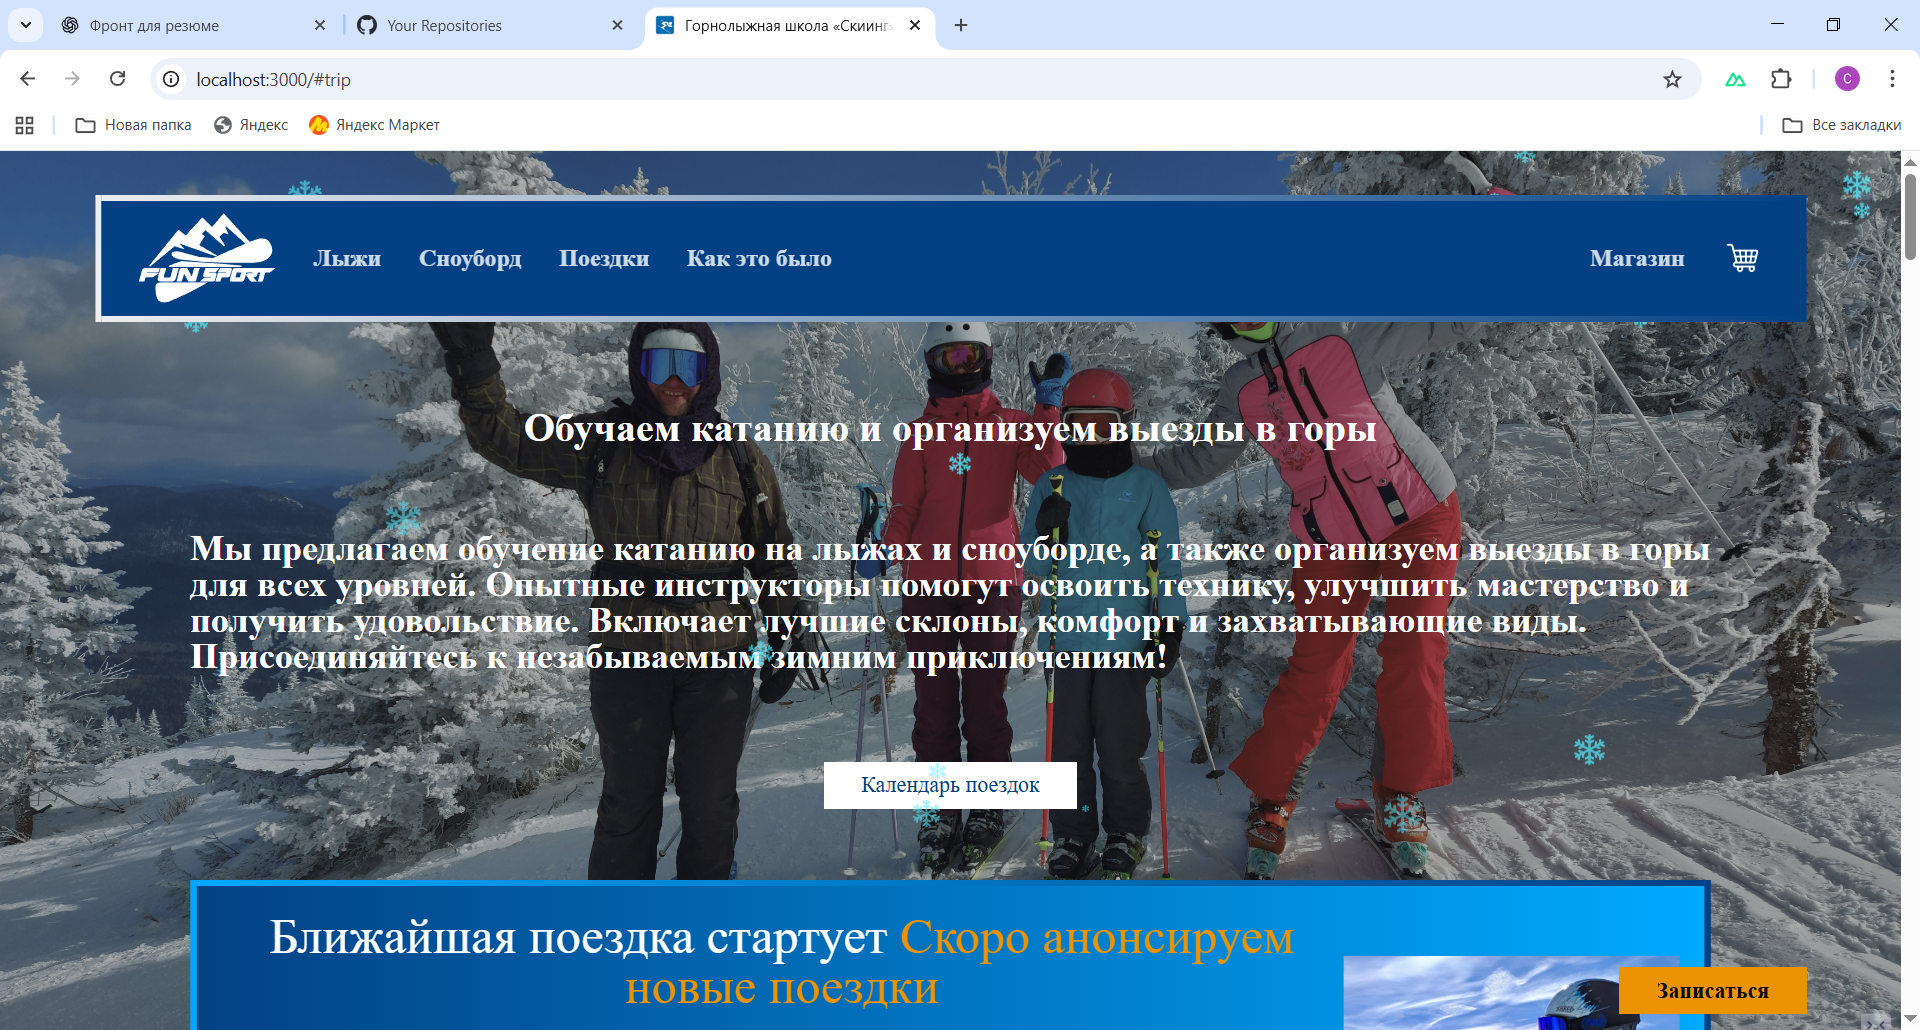 Фронт для резюме
Your Repositories
Горнолыжная школа «Скиинг»
localhost:3000/#trip
C
Новая папка
Яндекс
Яндекс Маркет
Все закладки
FUN SPORT
Лыжи
Сноуборд
Поездки
Как это было
Магазин
Обучаем катанию и организуем выезды в горы
Мы предлагаем обучение катанию на лыжах и сноуборде, а также организуем выезды в горы
для всех уровней. Опытные инструкторы помогут освоить технику, улучшить мастерство и
получить удовольствие. Включает лучшие склоны, комфорт и захватывающие виды.
Присоединяйтесь к незабываемым зимним приключениям!
Календарь поездок
Ближайшая поездка стартует Скоро анонсируем
новые поездки
Записаться